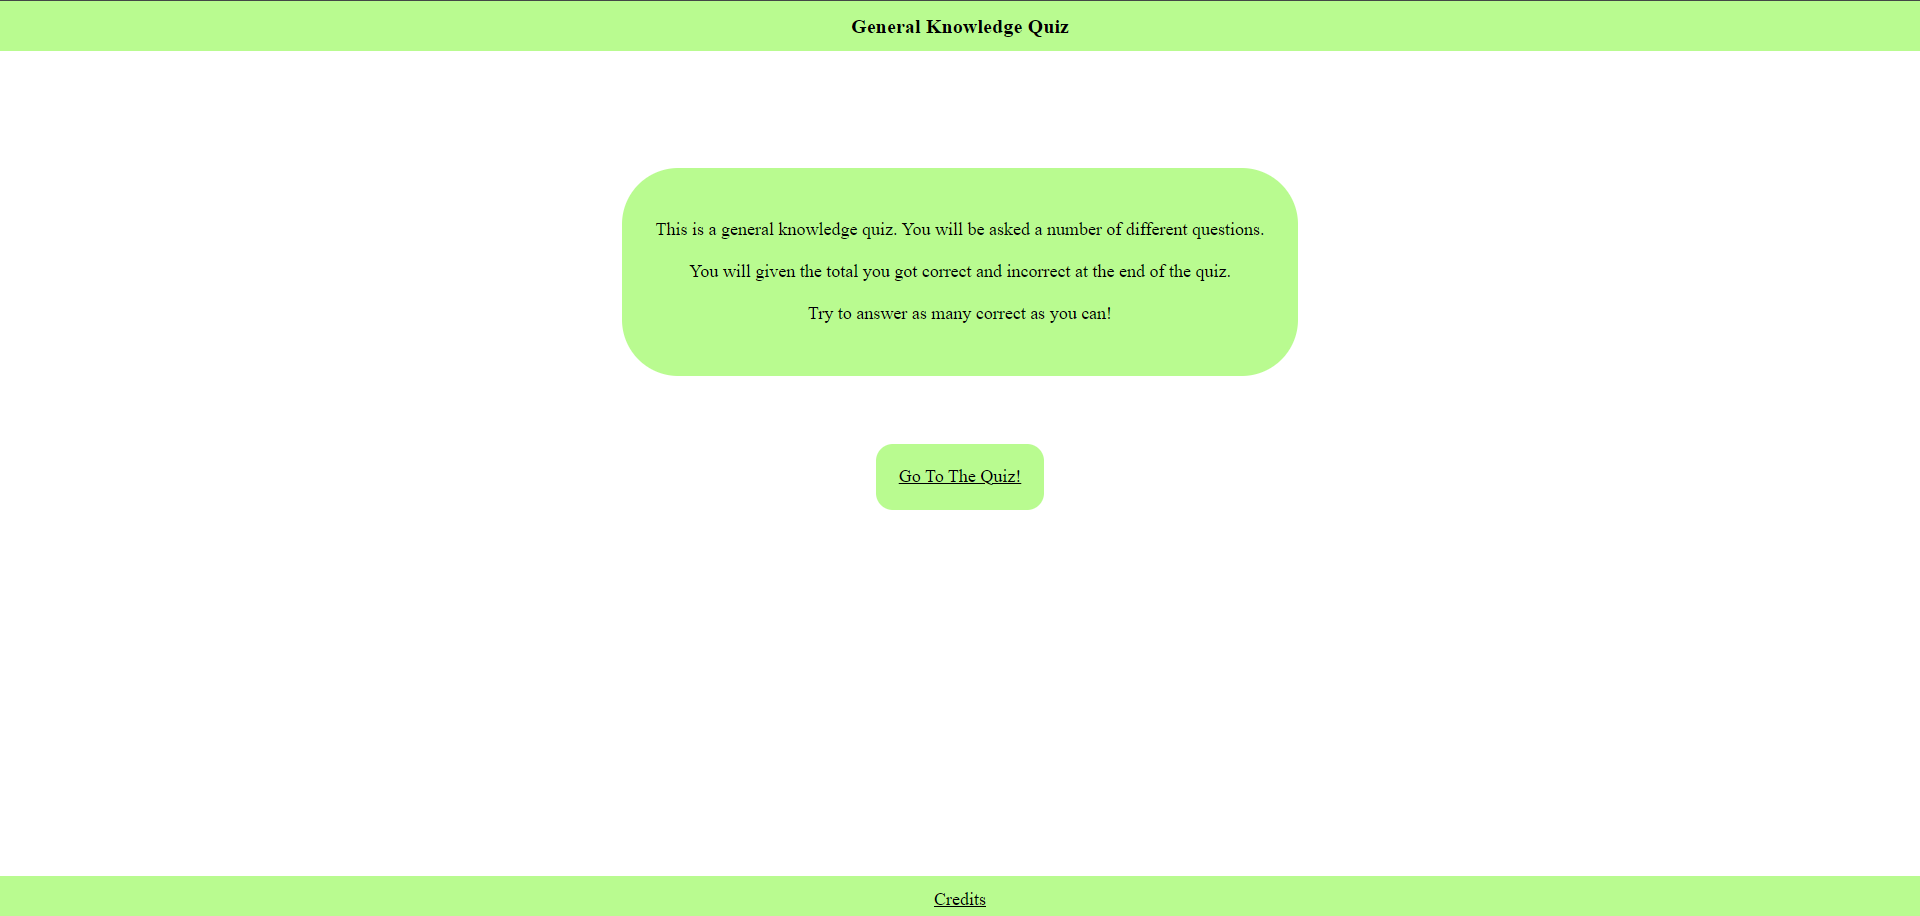 General Knowledge Quiz
This is a general knowledge quiz. You will be asked a number of different questions.
You will given the total you got correct and incorrect at the end of the quiz.
Try to answer as many correct as you can!
Go To The Quiz!
Credits